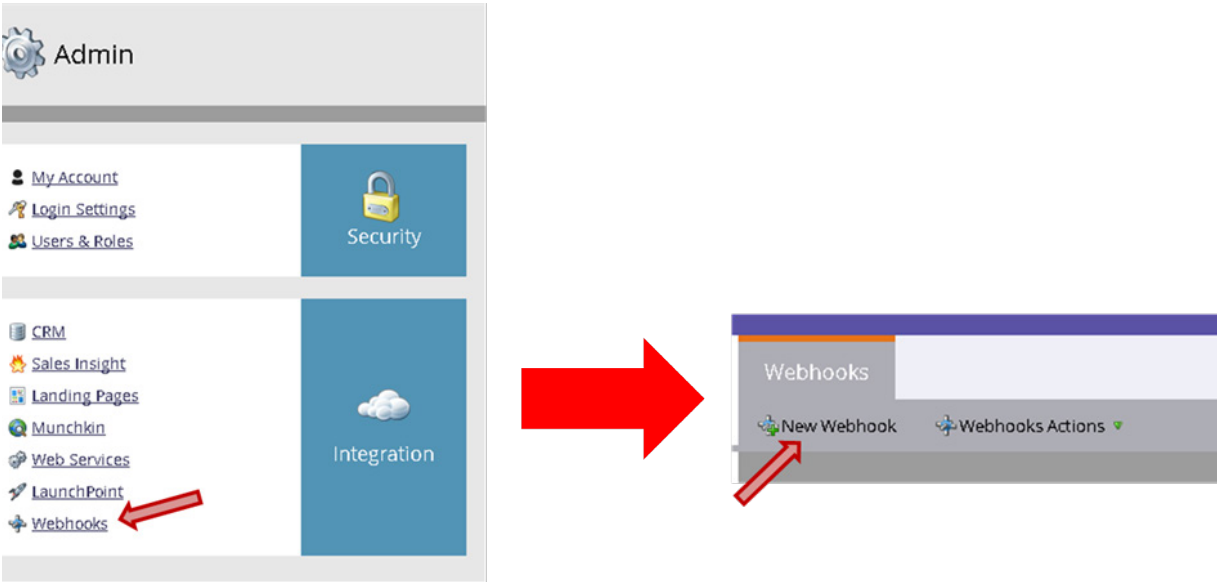 Admin
My Account
Login Settings
Users & Roles
Security
CRM
Sales Insight
Landing Pages
Munchkin
Web Services
LaunchPoint
Webhooks
Integration
Webhooks
New Webhook Webhooks Actions